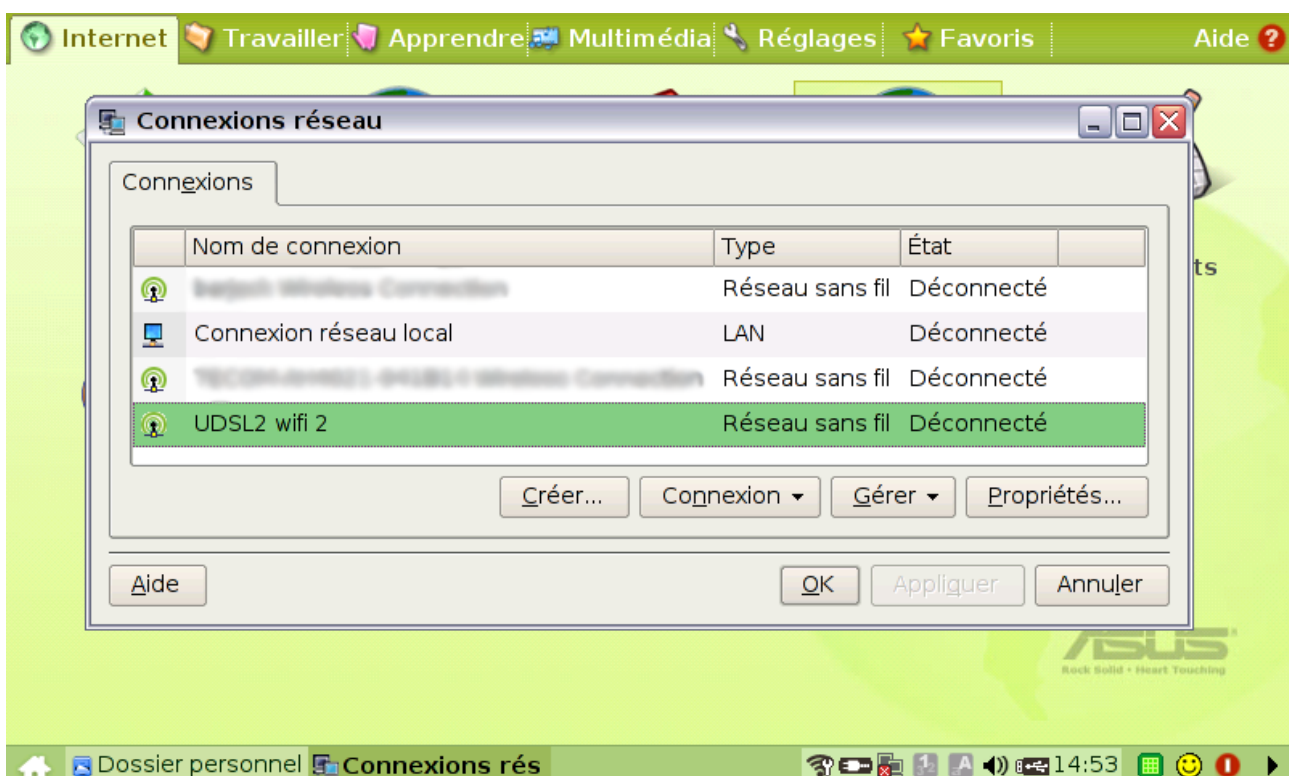 Internet Travailler Apprendre Multimédia Réglages Favoris Aide
Connexions réseau
Connexions
Nom de connexion Type État
Réseau sans fil Déconnecté
Connexion réseau local LAN Déconnecté
Réseau sans fil Déconnecté
UDSL2 wifi 2 Réseau sans fil Déconnecté
Créer... Connexion Gérer Propriétés...
Aide OK Appliquer Annuler
ts
ASUS
Rock Solid • Heart Touching
Dossier personnel Connexions rés 14:53